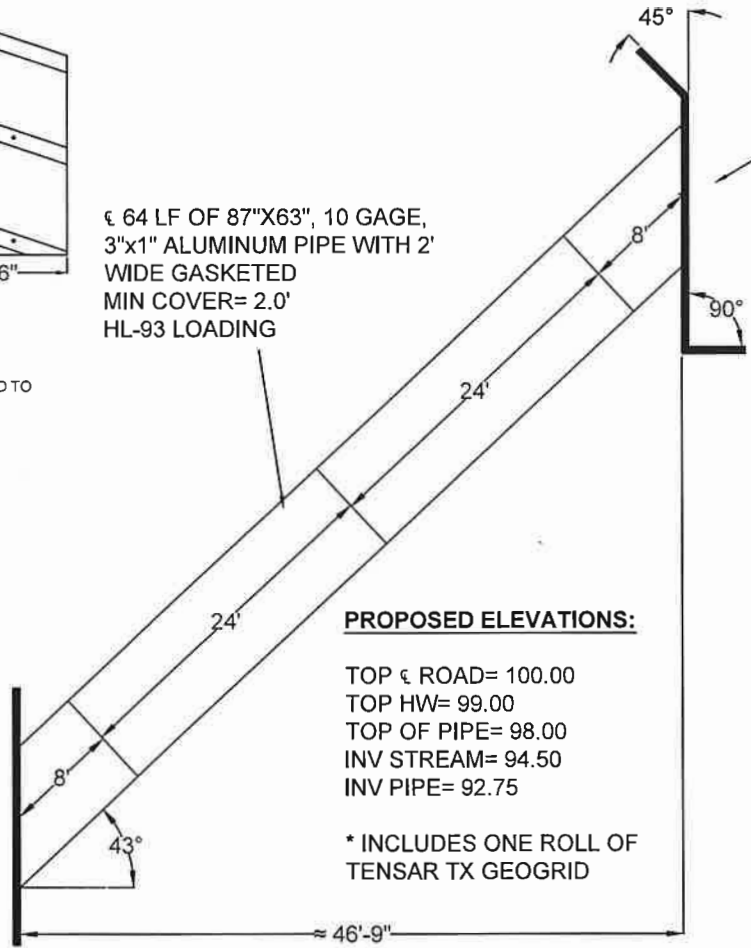 45°
℄ 64 LF OF 87"X63", 10 GAGE,
3"x1" ALUMINUM PIPE WITH 2'
WIDE GASKETED
MIN COVER= 2.0'
HL-93 LOADING
8'
6"
90°
TO
24'
24'
PROPOSED ELEVATIONS:
TOP ℄ ROAD= 100.00
TOP HW= 99.00
TOP OF PIPE= 98.00
INV STREAM= 94.50
INV PIPE= 92.75
8'
43°
* INCLUDES ONE ROLL OF
TENSAR TX GEOGRID
≈ 46'-9"